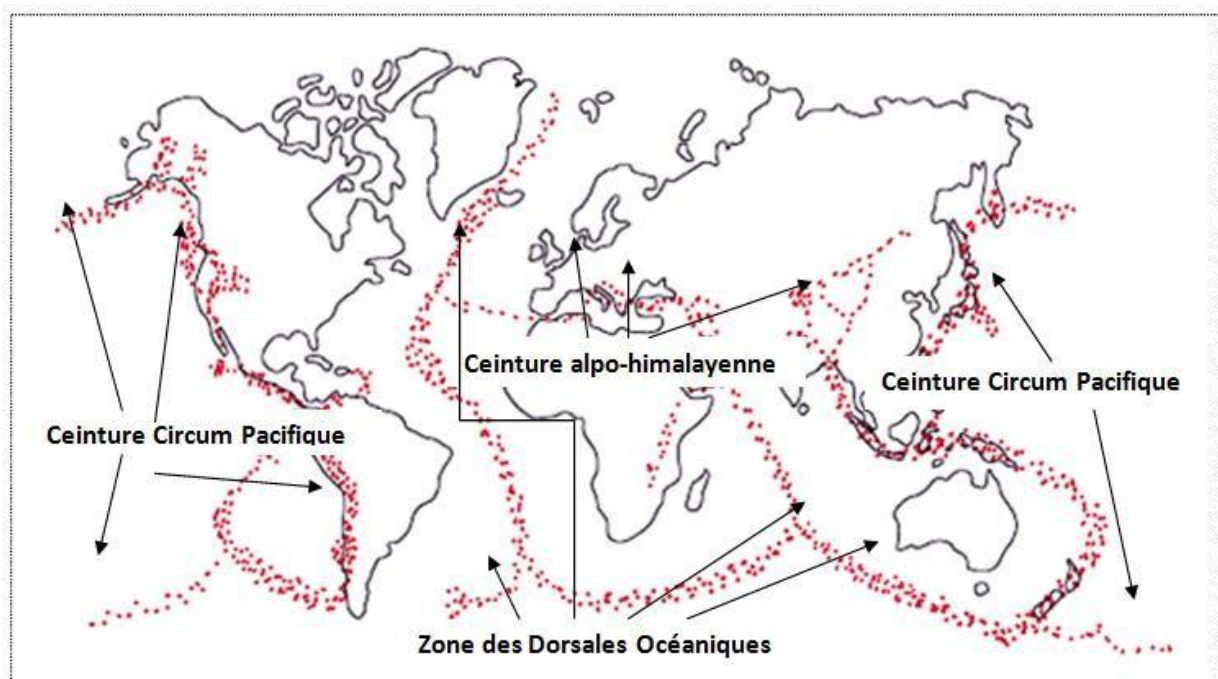 Ceinture alpo-himalayenne
Ceinture Circum Pacifique
Ceinture Circum Pacifique
Zone des Dorsales Océaniques